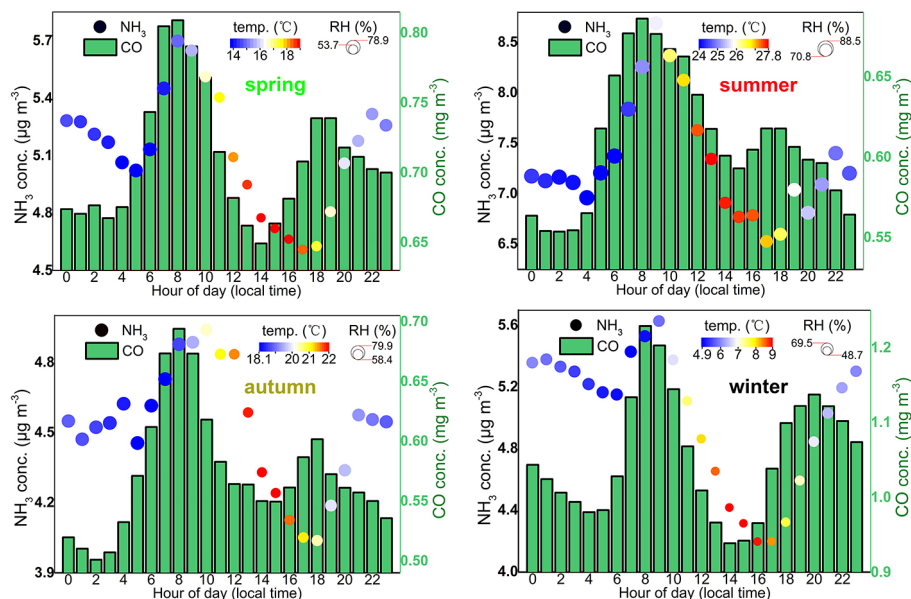 NH3 temp. (℃) RH (%)
CO 14 16 18 53.7 78.9
spring
5.7 5.4 5.1 4.8 4.5
NH3 conc. (μg m-3)
0.80 0.75 0.70 0.65
CO conc. (mg m-3)
0 2 4 6 8 10 12 14 16 18 20 22
Hour of day (local time)
NH3 temp. (℃) RH (%)
CO 24 25 26 27.8 70.8 88.5
summer
8.5 8.0 7.5 7.0 6.5
NH3 conc. (μg m-3)
0.65 0.60 0.55
CO conc. (mg m-3)
0 2 4 6 8 10 12 14 16 18 20 22
Hour of day (local time)
NH3 temp. (℃) RH (%)
CO 18.1 20 21 22 79.9 58.4
autumn
4.8 4.5 4.2 3.9
NH3 conc. (μg m-3)
0.70 0.65 0.60 0.55 0.50
CO conc. (mg m-3)
0 2 4 6 8 10 12 14 16 18 20 22
Hour of day (local time)
NH3 temp. (℃) RH (%)
CO 4.9 6 7 8 9 69.5 48.7
winter
5.6 5.2 4.8 4.4 4.0
NH3 conc. (μg m-3)
1.2 1.1 1.0 0.9
CO conc. (mg m-3)
0 2 4 6 8 10 12 14 16 18 20 22
Hour of day (local time)